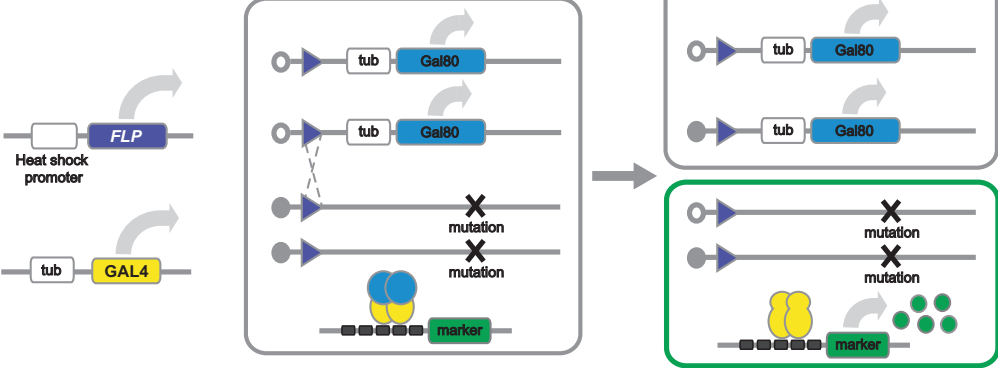 FLP
Heat shock
promoter
tub GAL4
tub Gal80
tub Gal80
mutation
mutation
marker
tub Gal80
tub Gal80
mutation
mutation
marker